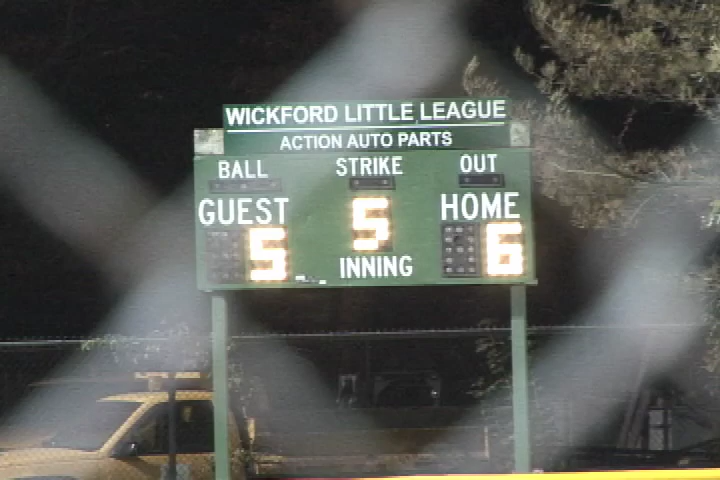 WICKFORD LITTLE LEAGUE
ACTION AUTO PARTS
BALL STRIKE OUT
GUEST 5 HOME
5 INNING 6